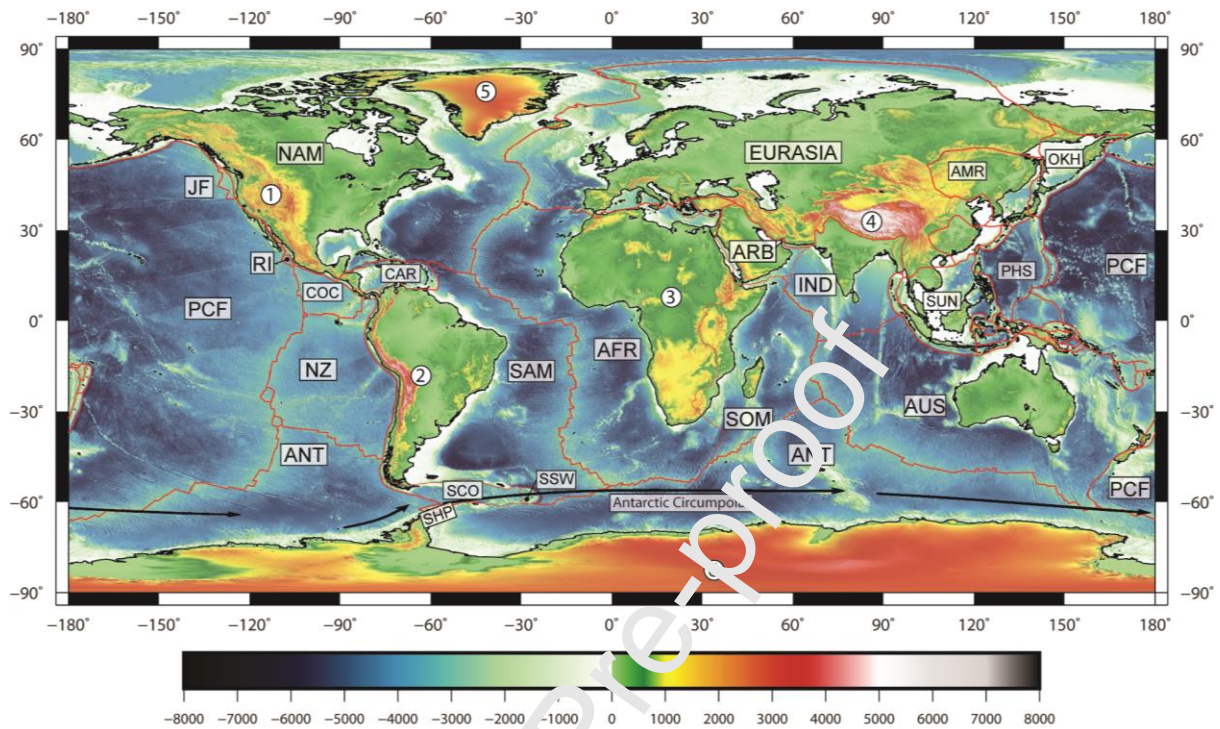 −150° −120° −90° −60° −30° 0° 30° 60° 90° 120° 150° 180°
90° 90°
5
60° NAM EURASIA AMR OKH 60°
JF 1 4
30° ARB 30°
RI CAR IND PHS PCF
COC 3 SUN
0° PCF 0°
NZ 2 SAM AFR
−30° SOM AUS −30°
ANT ANT
SCO SSW PCF
−60° Antarctic −60°
SHP
−90° −90°
−180° −150° −120° −90° −60° −30° 0° 30° 60° 90° 120° 150° 180°
−8000 −7000 −6000 −5000 −4000 −3000 −2000 −1000 0 1000 2000 3000 4000 5000 6000 7000 8000
Pre-proof